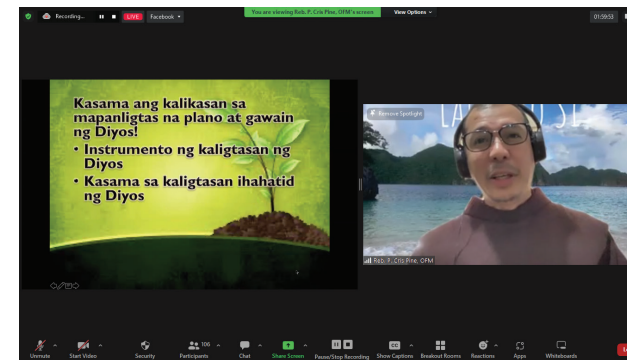 Recording...
LIVE
Facebook
You are viewing Reb. P. Cris Pine, OFM's screen
View Options
01:59:53
Kasama ang kalikasan sa
mapanligtas na plano at gawain
ng Diyos!
• Instrumento ng kaligtasan ng
Diyos
• Kasama sa kaligtasan ihahatid
ng Diyos
Remove Spotlight
Reb. P. Cris Pine, OFM
Unmute
Start Video
Security
106
Participants
Chat
Share Screen
Pause/Stop Recording
CC
Show Captions
Breakout Rooms
Reactions
Apps
Whiteboards